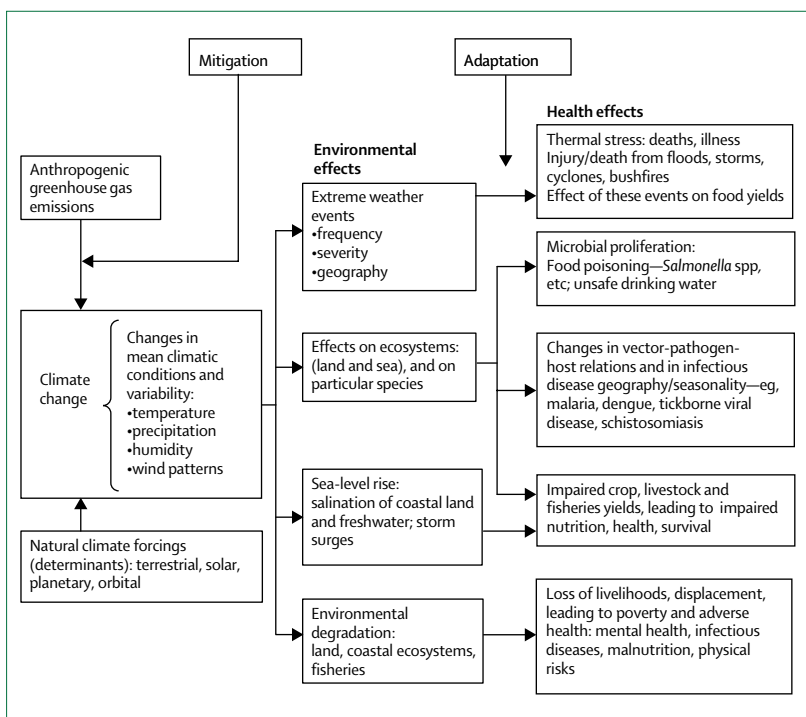 Mitigation
Adaptation
Anthropogenic
greenhouse gas
emissions
Climate
change
Changes in
mean climatic
conditions and
variability:
•temperature
•precipitation
•humidity
•wind patterns
Natural climate forcings
(determinants): terrestrial, solar,
planetary, orbital
Environmental
effects
Extreme weather
events
•frequency
•severity
•geography
Effects on ecosystems:
(land and sea), and on
particular species
Sea-level rise:
salination of coastal land
and freshwater; storm
surges
Environmental
degradation:
land, coastal ecosystems,
fisheries
Health effects
Thermal stress: deaths, illness
Injury/death from floods, storms,
cyclones, bushfires
Effect of these events on food yields
Microbial proliferation:
Food poisoning—Salmonella spp,
etc; unsafe drinking water
Changes in vector-pathogen-
host relations and in infectious
disease geography/seasonality—eg,
malaria, dengue, tickborne viral
disease, schistosomiasis
Impaired crop, livestock and
fisheries yields, leading to impaired
nutrition, health, survival
Loss of livelihoods, displacement,
leading to poverty and adverse
health: mental health, infectious
diseases, malnutrition, physical
risks